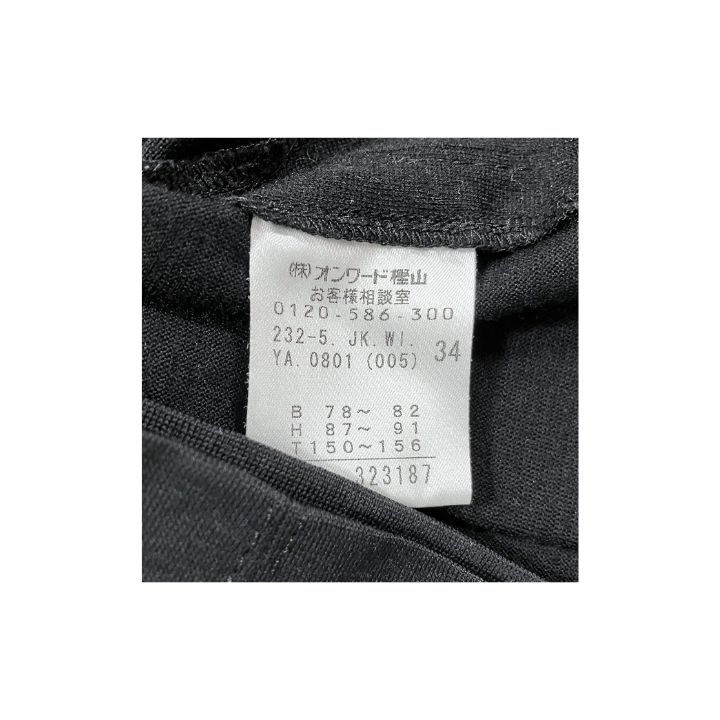 (株)オンワード樫山
お客様相談室
0120-586-300
232-5. JK.WI.
YA.0801 (005) 34
B 78~ 82
H 87~ 91
T150~156
323187